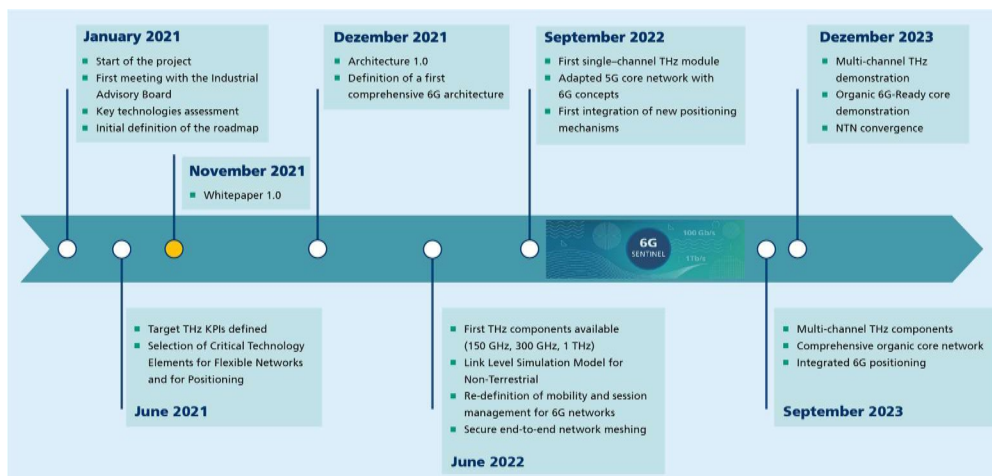 January 2021
Start of the project
First meeting with the Industrial
Advisory Board
Key technologies assessment
Initial definition of the roadmap
Dezember 2021
Architecture 1.0
Definition of a first
comprehensive 6G architecture
September 2022
First single–channel THz module
Adapted 5G core network with
6G concepts
First integration of new positioning
mechanisms
Dezember 2023
Multi-channel THz
demonstration
Organic 6G-Ready core
demonstration
NTN convergence
November 2021
Whitepaper 1.0
6G
SENTINEL
100 Gb/s
1Tb/s
Target THz KPIs defined
Selection of Critical Technology
Elements for Flexible Networks
and for Positioning
June 2021
First THz components available
(150 GHz, 300 GHz, 1 THz)
Link Level Simulation Model for
Non-Terrestrial
Re-definition of mobility and session
management for 6G networks
Secure end-to-end network meshing
June 2022
Multi-channel THz components
Comprehensive organic core network
Integrated 6G positioning
September 2023